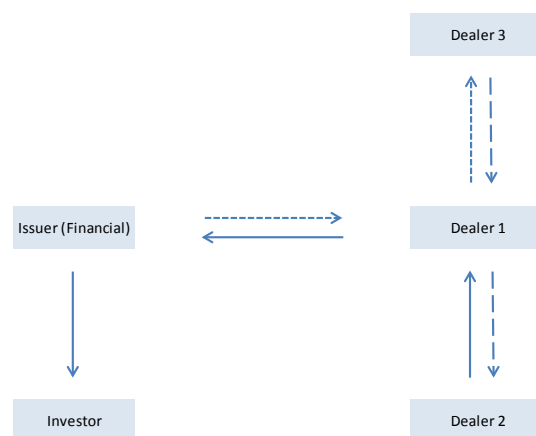 Dealer 3
Issuer (Financial)
Dealer 1
Investor
Dealer 2